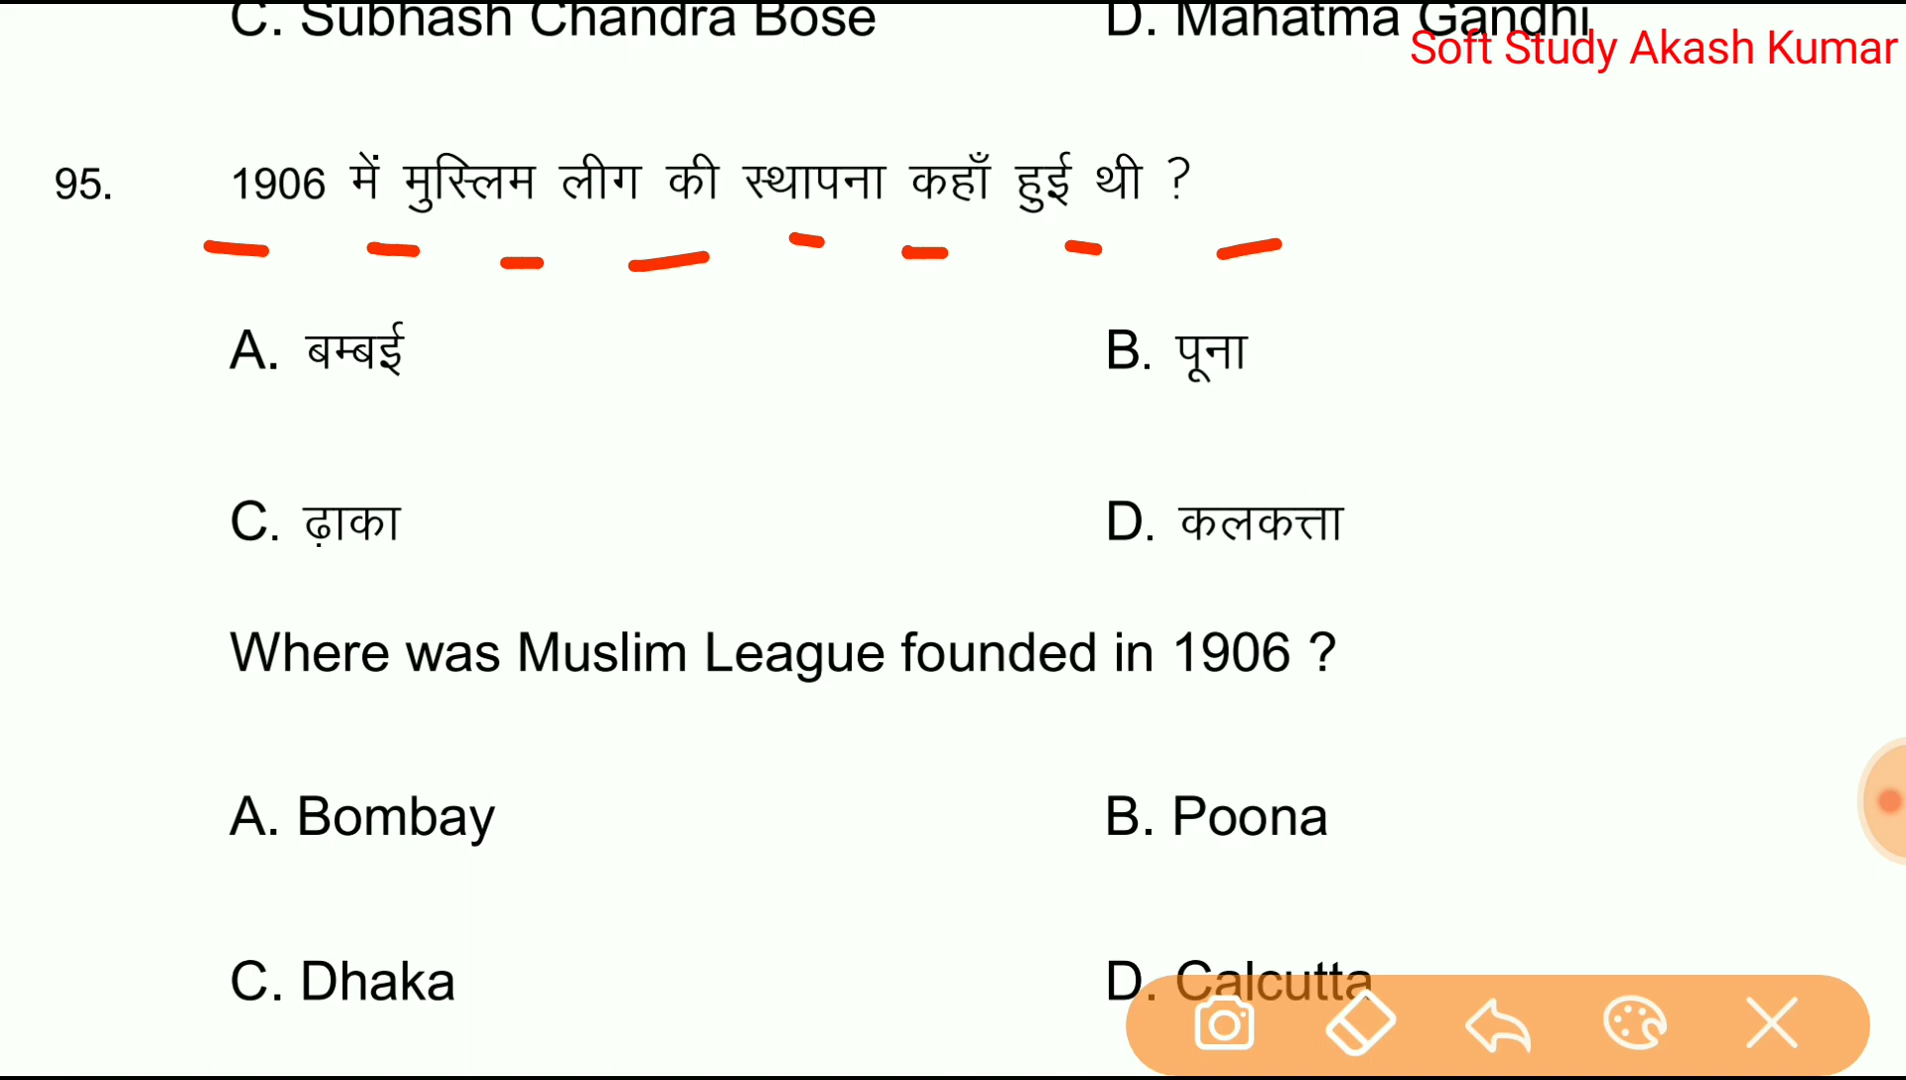 C. Subhash Chandra Bose D. Mahatma Gandhi
Soft Study Akash Kumar
95. 1906 में मुस्लिम लीग की स्थापना कहाँ हुई थी ?
A. बम्बई B. पूना
C. ढ़ाका D. कलकत्ता
Where was Muslim League founded in 1906 ?
A. Bombay B. Poona
C. Dhaka D. Calcutta